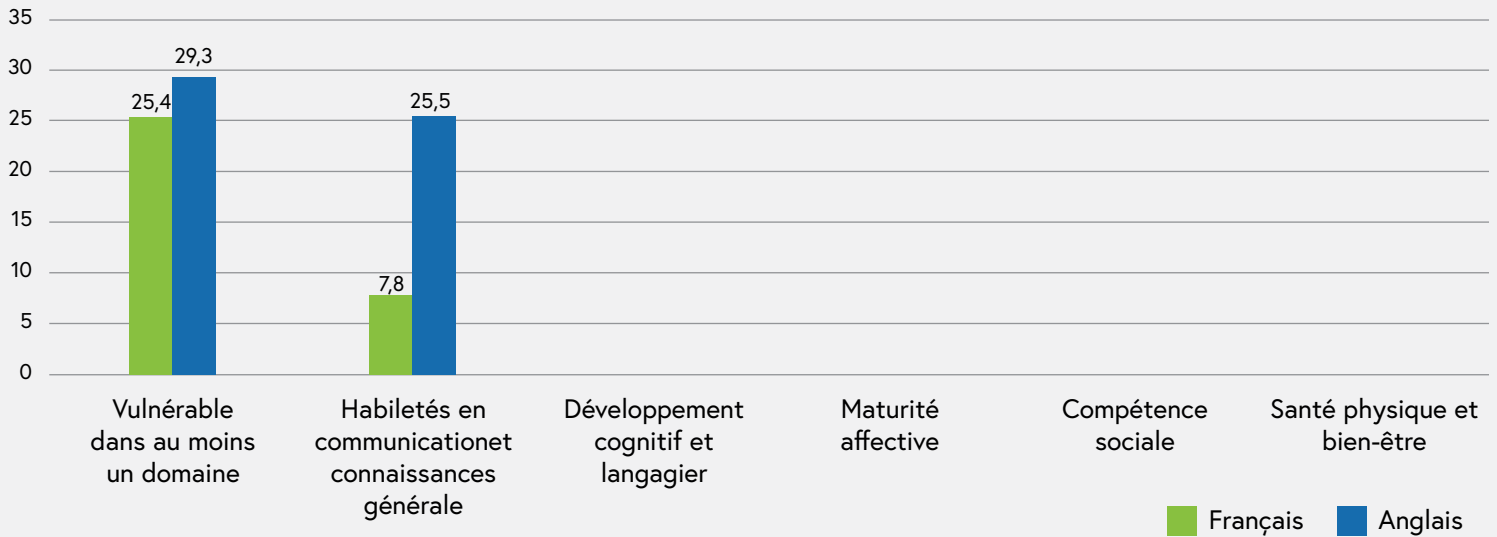 35
30
25
20
15
10
5
0
25,4
29,3
7,8
25,5
Vulnérable
dans au moins
un domaine
Habiletés en
communicationet
connaissances
générale
Développement
cognitif et
langagier
Maturité
affective
Compétence
sociale
Santé physique et
bien-être
Français
Anglais